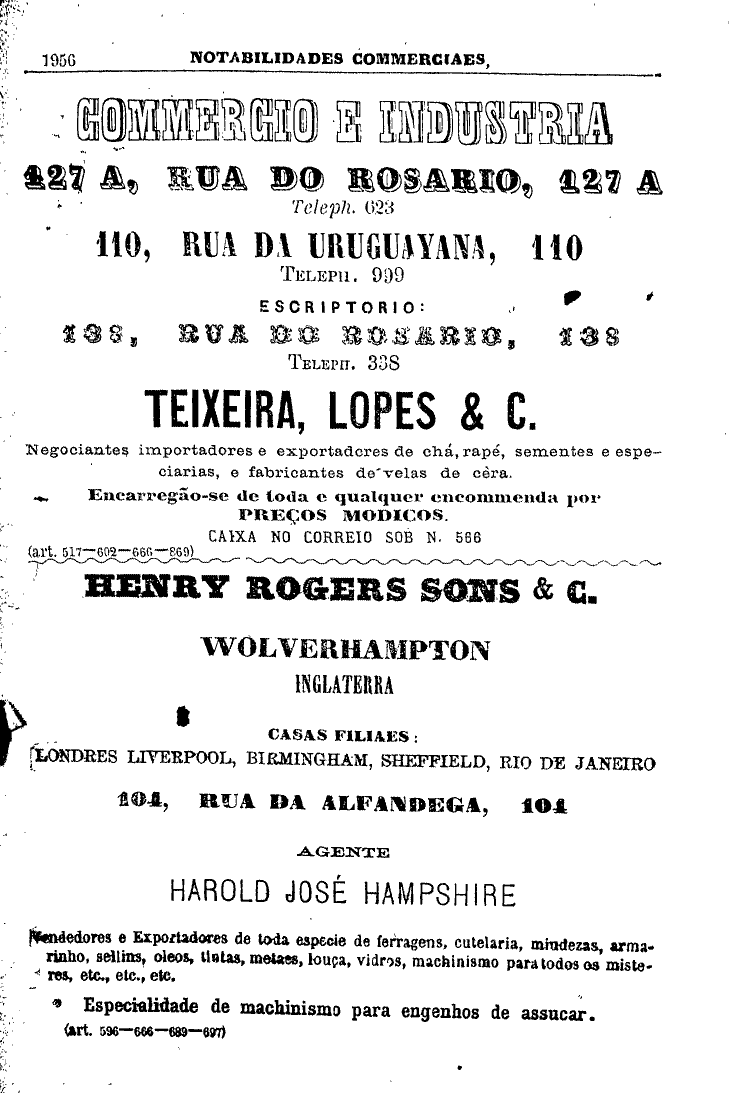 1956 NOTABILIDADES COMMERCIAES,
COMMERCIO E INDUSTRIA
127 A, RUA DO ROSARIO, 127 A
Teleph. 623
110, RUA DA URUGUAYANA, 110
TELEPH. 999
ESCRIPTORIO:
138, RUA DO ROSARIO, 138
TELEPH. 338
TEIXEIRA, LOPES & C.
Negociantes importadores e exportadores de chá, rapé, sementes e espe-
ciarias, e fabricantes de velas de cêra.
Encarregão-se de toda e qualquer encommenda por
PREÇOS MODICOS.
CAIXA NO CORREIO SOB N. 566
(art. 517—602—666—869)
HENRY ROGERS SONS & C.
WOLVERHAMPTON
INGLATERRA
CASAS FILIAES:
LONDRES LIVERPOOL, BIRMINGHAM, SHEFFIELD, RIO DE JANEIRO
101, RUA DA ALFANDEGA, 101
AGENTE
HAROLD JOSÉ HAMPSHIRE
Vendedores e Exportadores de toda especie de ferragens, cutelaria, miudezas, arma-
rinho, sellins, oleos, tintas, metaes, louça, vidros, machinismo para todos os miste-
res, etc., etc., etc.
Especialidade de machinismo para engenhos de assucar.
(art. 596—666—689—697)